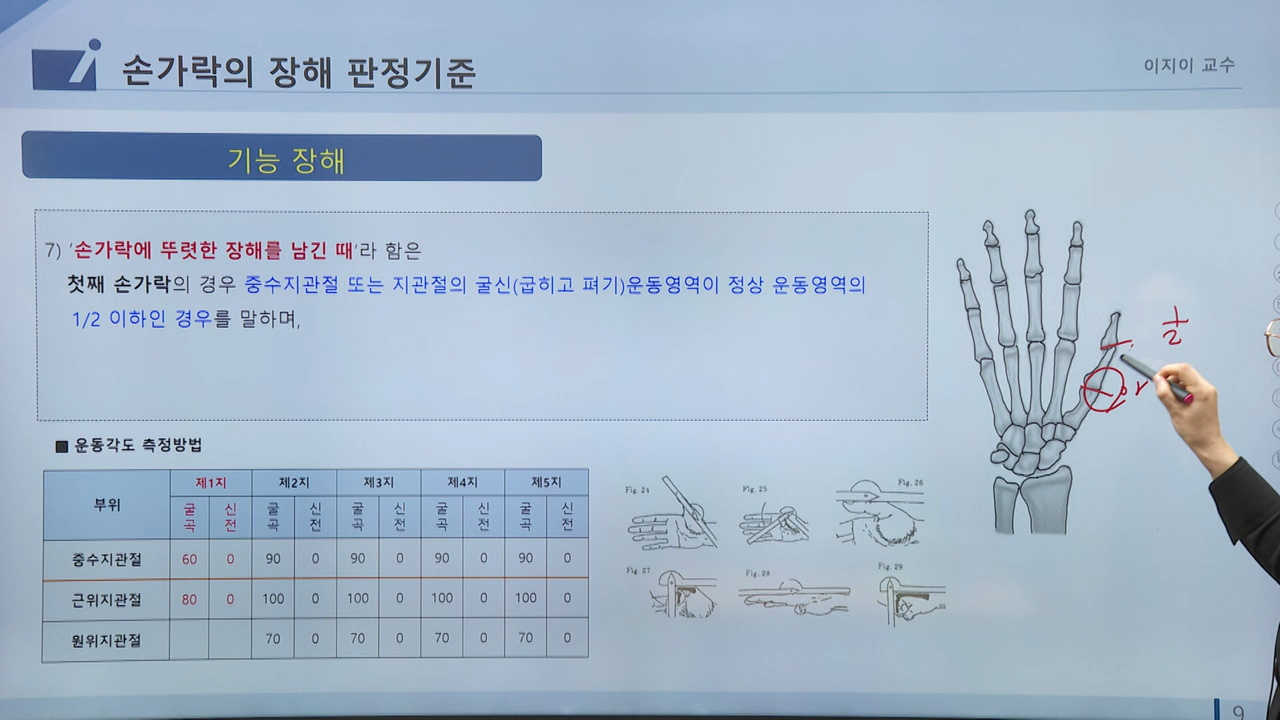 손가락의 장해 판정기준
이지이 교수
기능 장해
7) '손가락에 뚜렷한 장해를 남긴 때'라 함은
첫째 손가락의 경우 중수지관절 또는 지관절의 굴신(굽히고 펴기)운동영역이 정상 운동영역의
1/2 이하인 경우를 말하며,
1/2
or
■ 운동각도 측정방법
부위 제1지 제2지 제3지 제4지 제5지
굴곡 신전 굴곡 신전 굴곡 신전 굴곡 신전 굴곡 신전
중수지관절 60 0 90 0 90 0 90 0 90 0
근위지관절 80 0 100 0 100 0 100 0 100 0
원위지관절 70 0 70 0 70 0 70 0
Fig. 24 Fig. 25 Fig. 26
Fig. 27 Fig. 28 Fig. 29
9